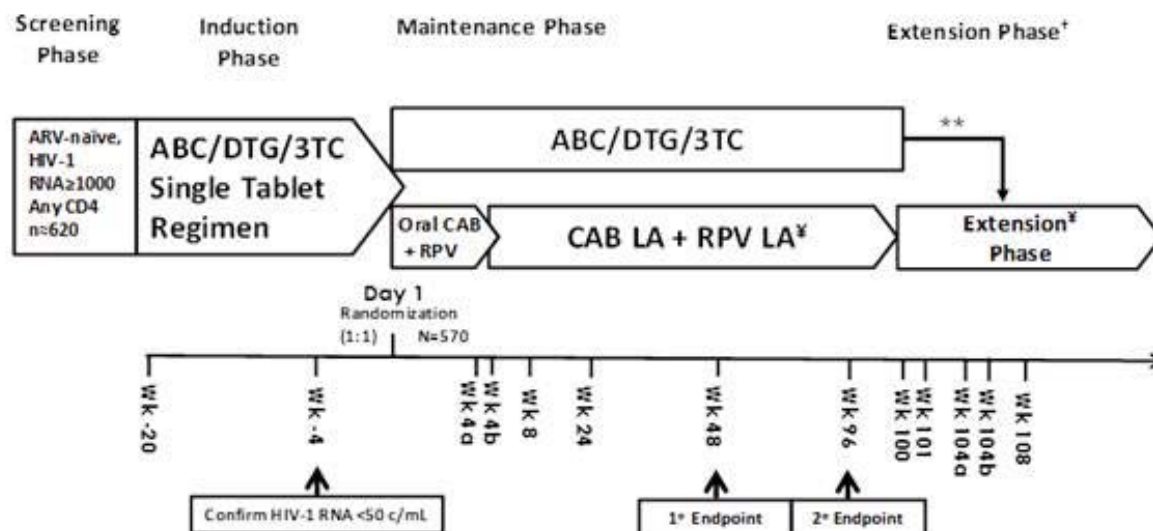 Screening
Phase
Induction
Phase
Maintenance Phase
Extension Phase⁺
ARV-naïve,
HIV-1
RNA≥1000
Any CD4
n≈620
ABC/DTG/3TC
Single Tablet
Regimen
ABC/DTG/3TC
**
Oral CAB
+ RPV
CAB LA + RPV LA¥
Extension¥
Phase
Day 1
Randomization
(1:1) N=570
Wk -20
Wk -4
Wk 4a
Wk 4b
Wk 8
Wk 24
Wk 48
Wk 96
Wk 100
Wk 101
Wk 104a
Wk 104b
Wk 108
Confirm HIV-1 RNA <50 c/mL
1° Endpoint
2° Endpoint